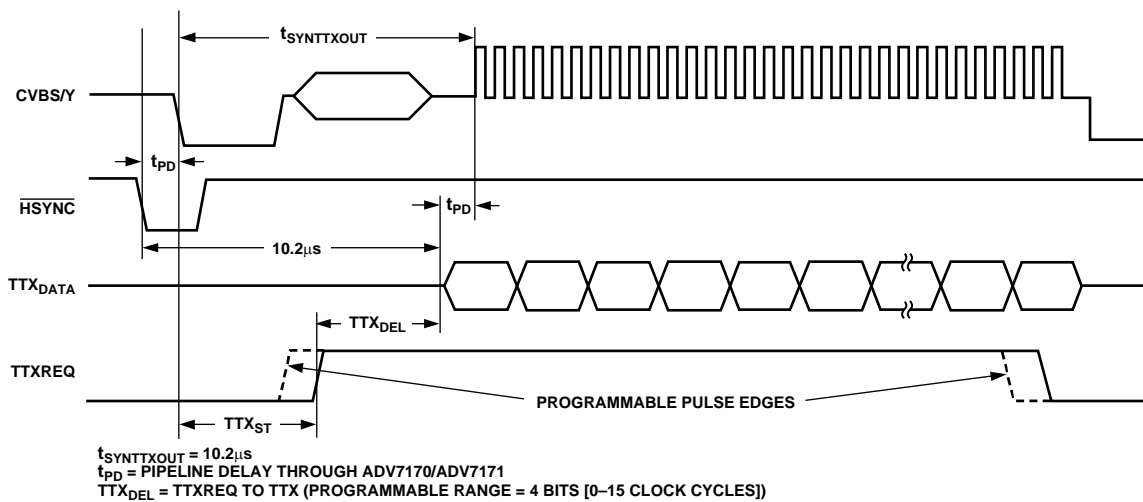 tSYNTTXOUT
CVBS/Y
tPD
HSYNC
tPD
10.2μs
TTXDATA
TTXDEL
TTXREQ
PROGRAMMABLE PULSE EDGES
TTXST
tSYNTTXOUT = 10.2μs
tPD = PIPELINE DELAY THROUGH ADV7170/ADV7171
TTXDEL = TTXREQ TO TTX (PROGRAMMABLE RANGE = 4 BITS [0–15 CLOCK CYCLES])